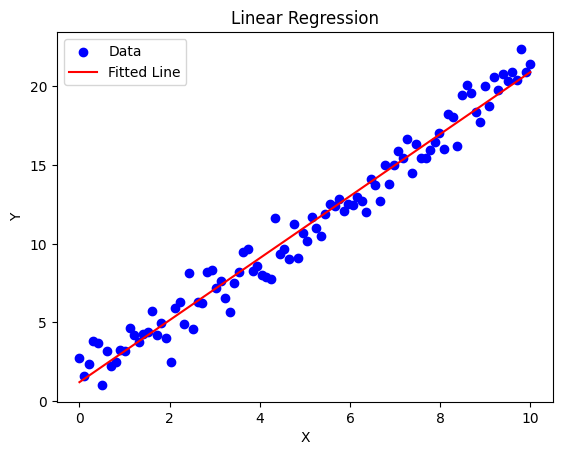 Linear Regression
Data
Fitted Line
20
15
10
5
0
Y
0 2 4 6 8 10
X